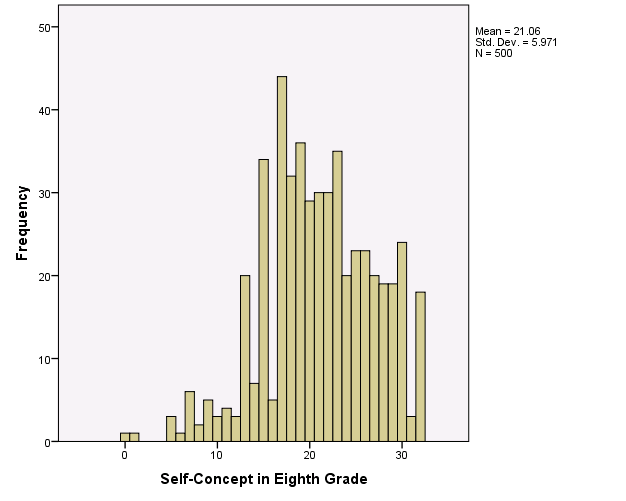 Mean = 21.06
Std. Dev. = 5.971
N = 500
50
40
30
20
10
0
Frequency
0 10 20 30
Self-Concept in Eighth Grade